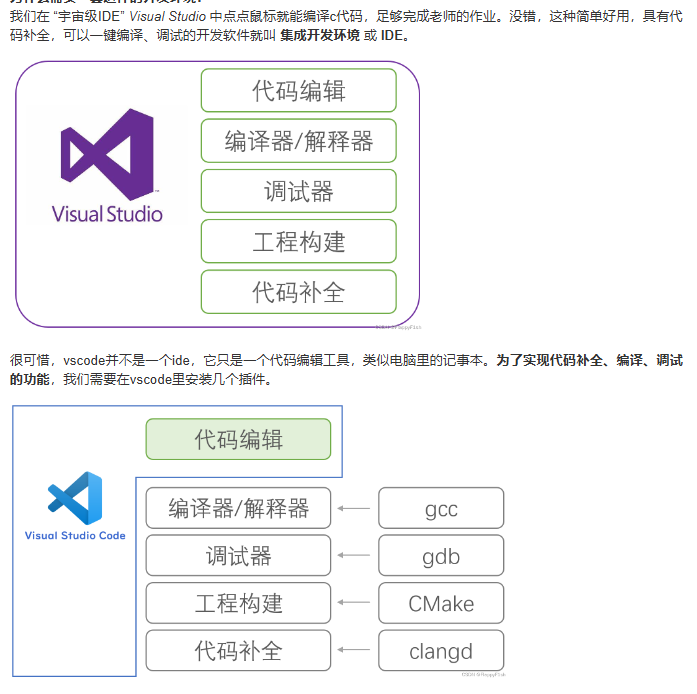 我们在 “宇宙级IDE” Visual Studio 中点点鼠标就能编译c代码，足够完成老师的作业。没错，这种简单好用，具有代
码补全，可以一键编译、调试的开发软件就叫 集成开发环境 或 IDE。
代码编辑
编译器/解释器
调试器
工程构建
代码补全
Visual Studio
很可惜，vscode并不是一个ide，它只是一个代码编辑工具，类似电脑里的记事本。为了实现代码补全、编译、调试
的功能，我们需要在vscode里安装几个插件。
代码编辑
Visual Studio Code
编译器/解释器 gcc
调试器 gdb
工程构建 CMake
代码补全 clangd